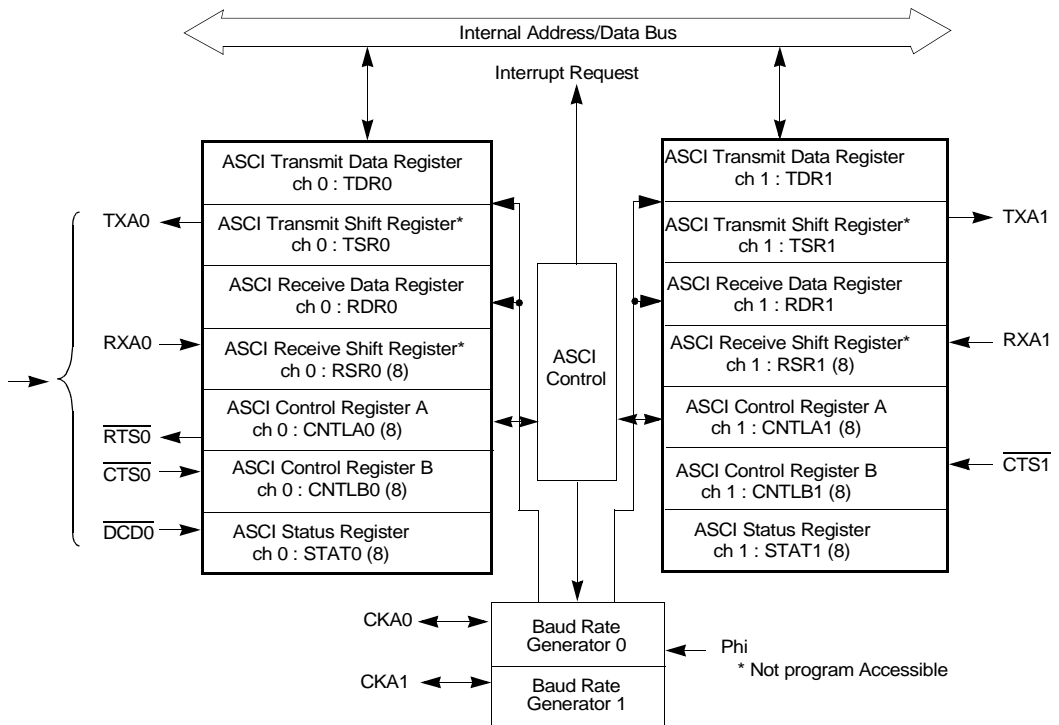 Internal Address/Data Bus
Interrupt Request
ASCI Transmit Data Register
ch 0 : TDR0
ASCI Transmit Shift Register*
ch 0 : TSR0
ASCI Receive Data Register
ch 0 : RDR0
ASCI Receive Shift Register*
ch 0 : RSR0 (8)
ASCI Control Register A
ch 0 : CNTLA0 (8)
ASCI Control Register B
ch 0 : CNTLB0 (8)
ASCI Status Register
ch 0 : STAT0 (8)
TXA0
RXA0
RTS0
CTS0
DCD0
ASCI
Control
ASCI Transmit Data Register
ch 1 : TDR1
ASCI Transmit Shift Register*
ch 1 : TSR1
ASCI Receive Data Register
ch 1 : RDR1
ASCI Receive Shift Register*
ch 1 : RSR1 (8)
ASCI Control Register A
ch 1 : CNTLA1 (8)
ASCI Control Register B
ch 1 : CNTLB1 (8)
ASCI Status Register
ch 1 : STAT1 (8)
TXA1
RXA1
CTS1
CKA0
Baud Rate
Generator 0
Phi
* Not program Accessible
CKA1
Baud Rate
Generator 1